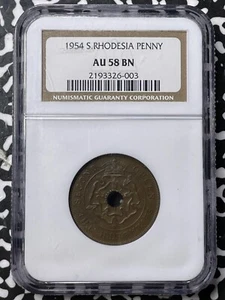 1954 S.RHODESIA PENNY
AU 58 BN
2193326-003
NUMISMATIC GUARANTY CORPORATION